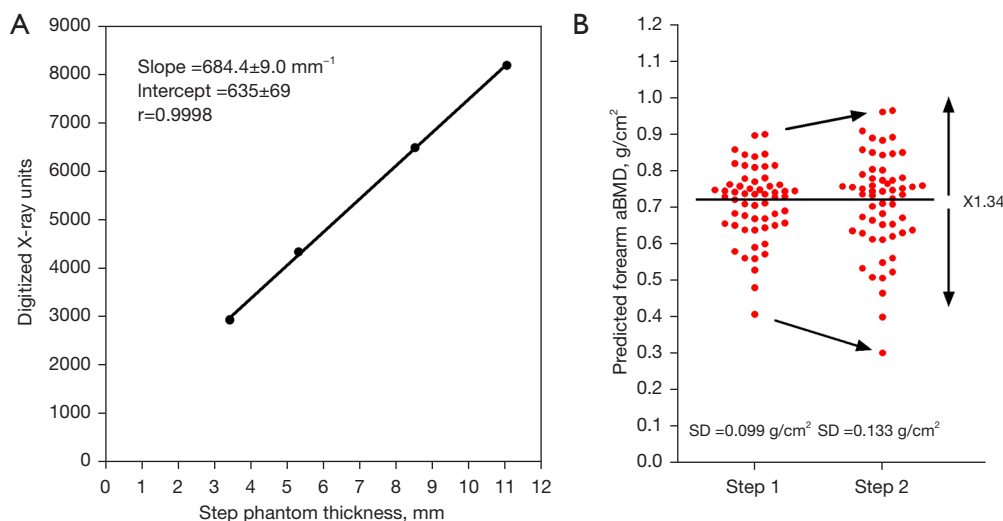 A
9000
8000
7000
6000
5000
4000
3000
2000
1000
0
Digitized X-ray units
Slope =684.4±9.0 mm⁻¹
Intercept =635±69
r=0.9998
0 1 2 3 4 5 6 7 8 9 10 11 12
Step phantom thickness, mm
B
1.2
1.1
1.0
0.9
0.8
0.7
0.6
0.5
0.4
0.3
0.2
0.1
0.0
Predicted forearm aBMD, g/cm²
X1.34
SD =0.099 g/cm² SD =0.133 g/cm²
Step 1 Step 2